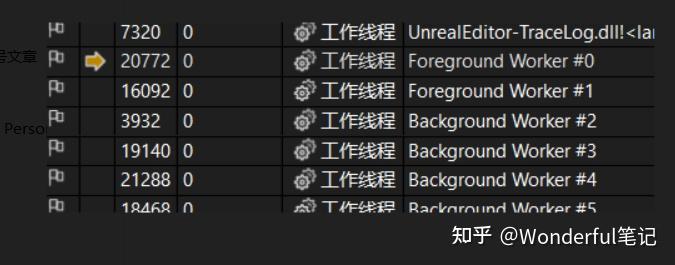 7320 0 工作线程 UnrealEditor-TraceLog.dll!<la
号文章
20772 0 工作线程 Foreground Worker #0
16092 0 工作线程 Foreground Worker #1
Perso
3932 0 工作线程 Background Worker #2
19140 0 工作线程 Background Worker #3
21288 0 工作线程 Background Worker #4
18468 0 工作线程 Background Worker #5
知乎 @Wonderful笔记